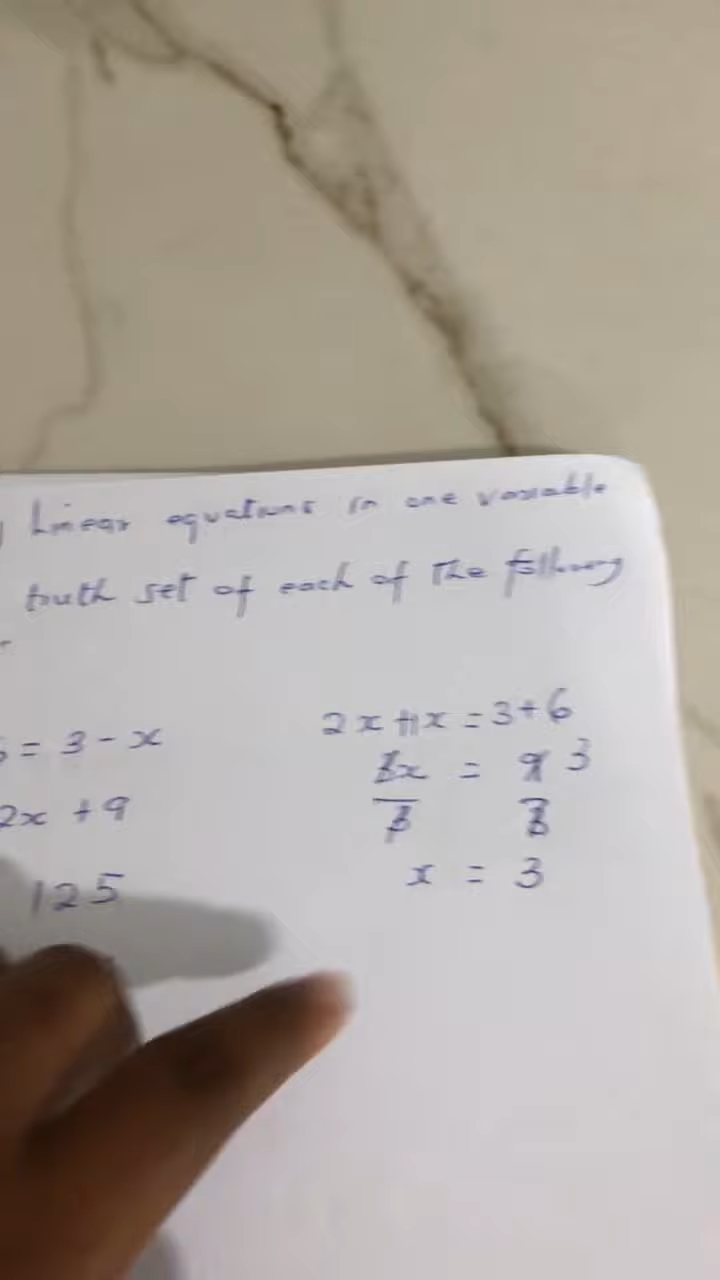 Linear equations in one variable
truth set of each of the following
= 3 - x
2x + 9
125
2x + 1x = 3 + 6
3x = 9 3
3 3
x = 3